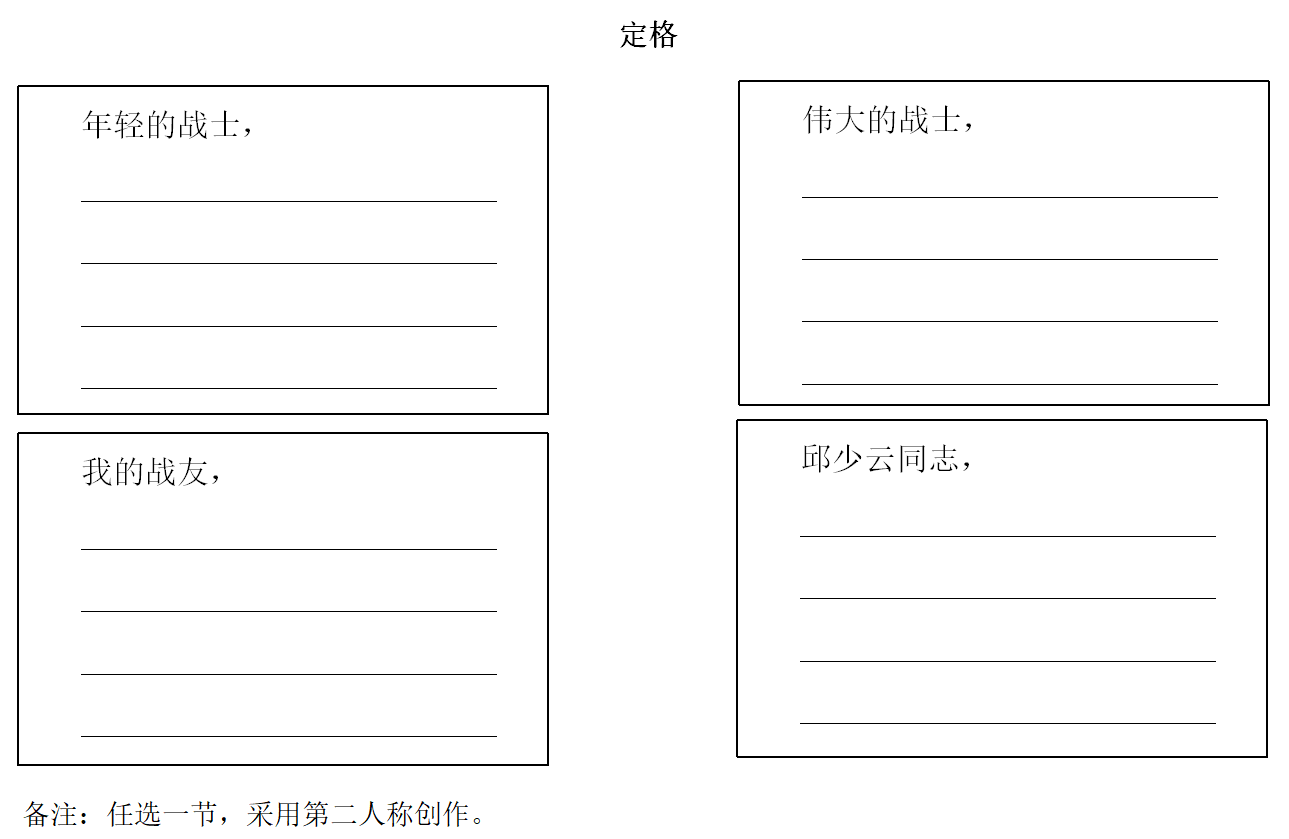 定格
年轻的战士，
伟大的战士，
我的战友，
邱少云同志，
备注：任选一节，采用第二人称创作。